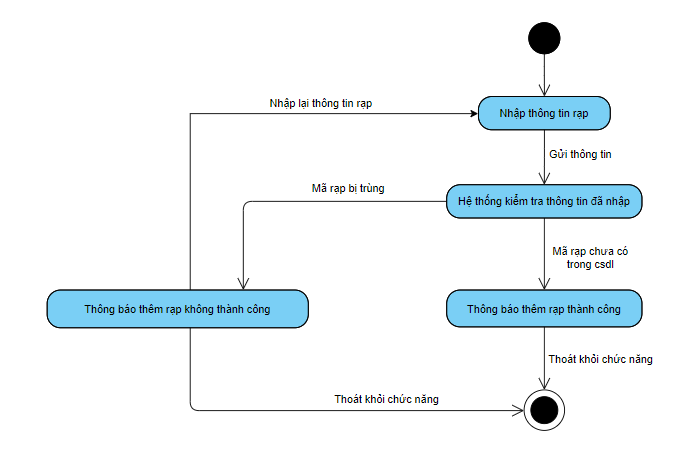 Nhập lại thông tin rạp
Nhập thông tin rạp
Gửi thông tin
Mã rạp bị trùng
Hệ thống kiểm tra thông tin đã nhập
Mã rạp chưa có
trong csdl
Thông báo thêm rạp không thành công
Thông báo thêm rạp thành công
Thoát khỏi chức năng
Thoát khỏi chức năng